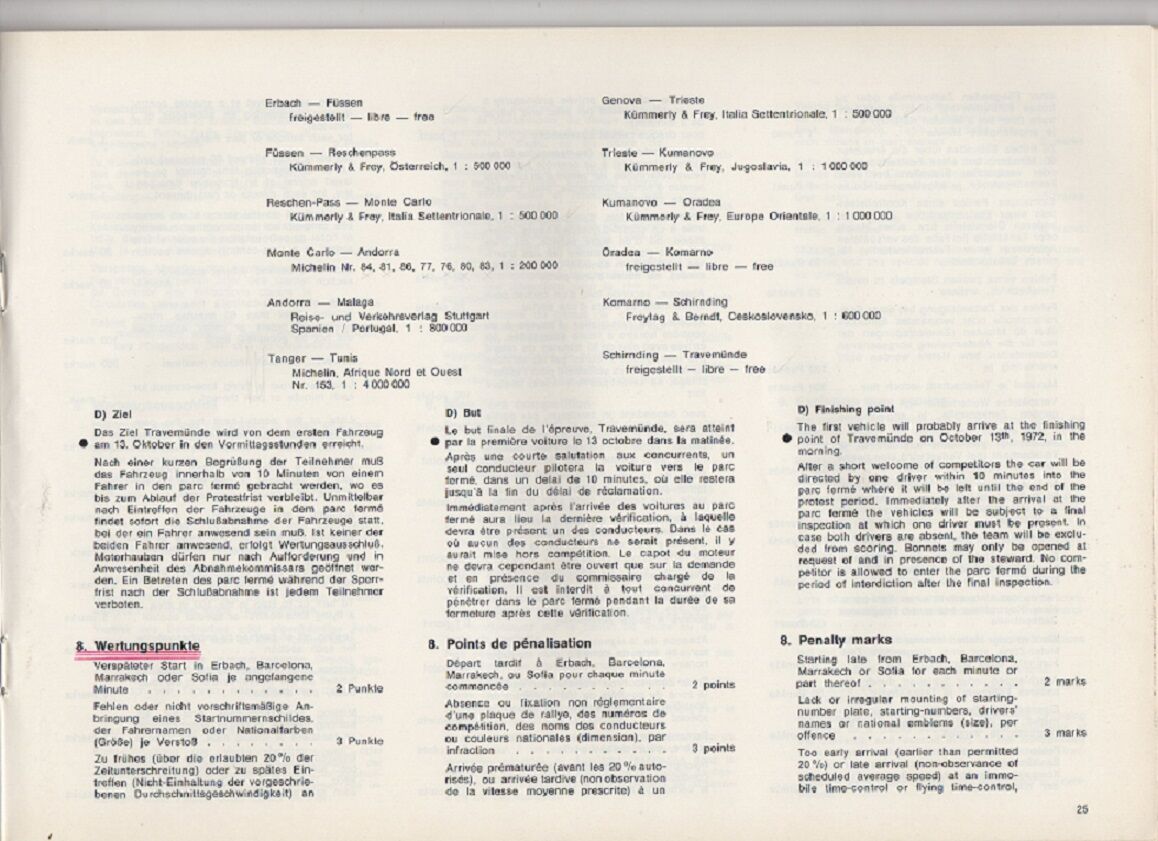 Erbach — Füssen
freigestellt — libre — free
Füssen — Reschenpass
Kümmerly & Frey, Österreich, 1 : 500 000
Reschen-Pass — Monte Carlo
Kümmerly & Frey, Italia Settentrionale, 1 : 500 000
Monte Carlo — Andorra
Michelin Nr. 84, 81, 86, 77, 76, 80, 83, 1 : 200 000
Andorra — Malaga
Reise- und Verkehrsverlag Stuttgart
Spanien / Portugal, 1 : 800 000
Tanger — Tunis
Michelin, Afrique Nord et Ouest
Nr. 153, 1 : 4 000 000
Genova — Trieste
Kümmerly & Frey, Italia Settentrionale, 1 : 500 000
Trieste — Kumanovo
Kümmerly & Frey, Jugoslavia, 1 : 1 000 000
Kumanovo — Oradea
Kümmerly & Frey, Europe Orientale, 1 : 1 000 000
Oradea — Komarno
freigestellt — libre — free
Komarno — Schirnding
Freytag & Berndt, Ceskoslovensko, 1 : 600 000
Schirnding — Travemünde
freigestellt — libre — free
D) Ziel
Das Ziel Travemünde wird von dem ersten Fahrzeug
● am 13. Oktober in den Vormittagsstunden erreicht.
Nach einer kurzen Begrüßung der Teilnehmer muß
das Fahrzeug innerhalb von 10 Minuten von einem
Fahrer in den parc fermé gebracht werden, wo es
bis zum Ablauf der Protestfrist verbleibt. Unmittelbar
nach Eintreffen der Fahrzeuge in dem parc fermé
findet sofort die Schlußabnahme der Fahrzeuge statt,
bei der ein Fahrer anwesend sein muß. Ist keiner der
beiden Fahrer anwesend, erfolgt Wertungsausschluß.
Motorhauben dürfen nur nach Aufforderung und in
Anwesenheit des Abnahmekommissars geöffnet wer-
den. Ein Betreten des parc fermé während der Sperr-
frist nach der Schlußabnahme ist jedem Teilnehmer
verboten.
8. Wertungspunkte
Verspäteter Start in Erbach, Barcelona,
Marrakech oder Sofia je angefangene
Minute . . . . . . . . . . 2 Punkte
Fehlen oder nicht vorschriftsmäßige An-
bringung eines Startnummernschildes,
der Fahrernamen oder Nationalfarben
(Größe) je Verstoß . . . . . . . 3 Punkte
Zu frühes (über die erlaubten 20 % der
Zeitunterschreitung) oder zu spätes Ein-
treffen (Nicht-Einhaltung der vorgeschrie-
benen Durchschnittsgeschwindigkeit) an
D) But
Le but finale de l'épreuve, Travemünde, sera atteint
● par la première voiture le 13 octobre dans la matinée.
Après une courte salutation aux concurrents, un
seul conducteur pilotera la voiture vers le parc
fermé, dans un delai de 10 minutes, où elle restera
jusqu'à la fin du délai de réclamation.
Immédiatement après l'arrivée des voitures au parc
fermé aura lieu la dernière vérification, à laquelle
devra être présent un des conducteurs. Dans le cas
où aucun des conducteurs ne serait présent, il y
aurait mise hors compétition. Le capot du moteur
ne devra cependant être ouvert que sur la demande
et en présence du commissaire chargé de la
vérification. Il est interdit à tout concurrent de
pénétrer dans le parc fermé pendant la durée de sa
fermeture après cette vérification.
8. Points de pénalisation
Départ tardif à Erbach, Barcelona,
Marrakech, ou Sofia pour chaque minute
commencée . . . . . . . . . 2 points
Absence ou fixation non réglementaire
d'une plaque de rallye, des numéros de
compétition, des noms des conducteurs
ou couleurs nationales (dimension), par
infraction . . . . . . . . . 3 points
Arrivée prématurée (avant les 20 % auto-
risés), ou arrivée tardive (non observation
de la vitesse moyenne prescrite) à un
D) Finishing point
The first vehicle will probably arrive at the finishing
● point of Travemünde on October 13th, 1972, in the
morning.
After a short welcome of competitors the car will be
directed by one driver within 10 minutes into the
parc fermé where it will be left until the end of the
protest period. Immediately after the arrival at the
parc fermé the vehicles will be subject to a final
inspection at which one driver must be present. In
case both drivers are absent, the team will be exclu-
ded from scoring. Bonnets may only be opened at
request of and in presence of the steward. No com-
petitor is allowed to enter the parc fermé during the
period of interdiction after the final inspection.
8. Penalty marks
Starting late from Erbach, Barcelona,
Marrakech or Sofia for each minute or
part thereof . . . . . . . . . 2 marks
Lack or irregular mounting of starting-
number plate, starting-numbers, drivers'
names or national emblems (size), per
offence . . . . . . . . . . 3 marks
Too early arrival (earlier than permitted
20 %) or late arrival (non-observance of
scheduled average speed) at an immo-
bile time-control or flying time-control,
25